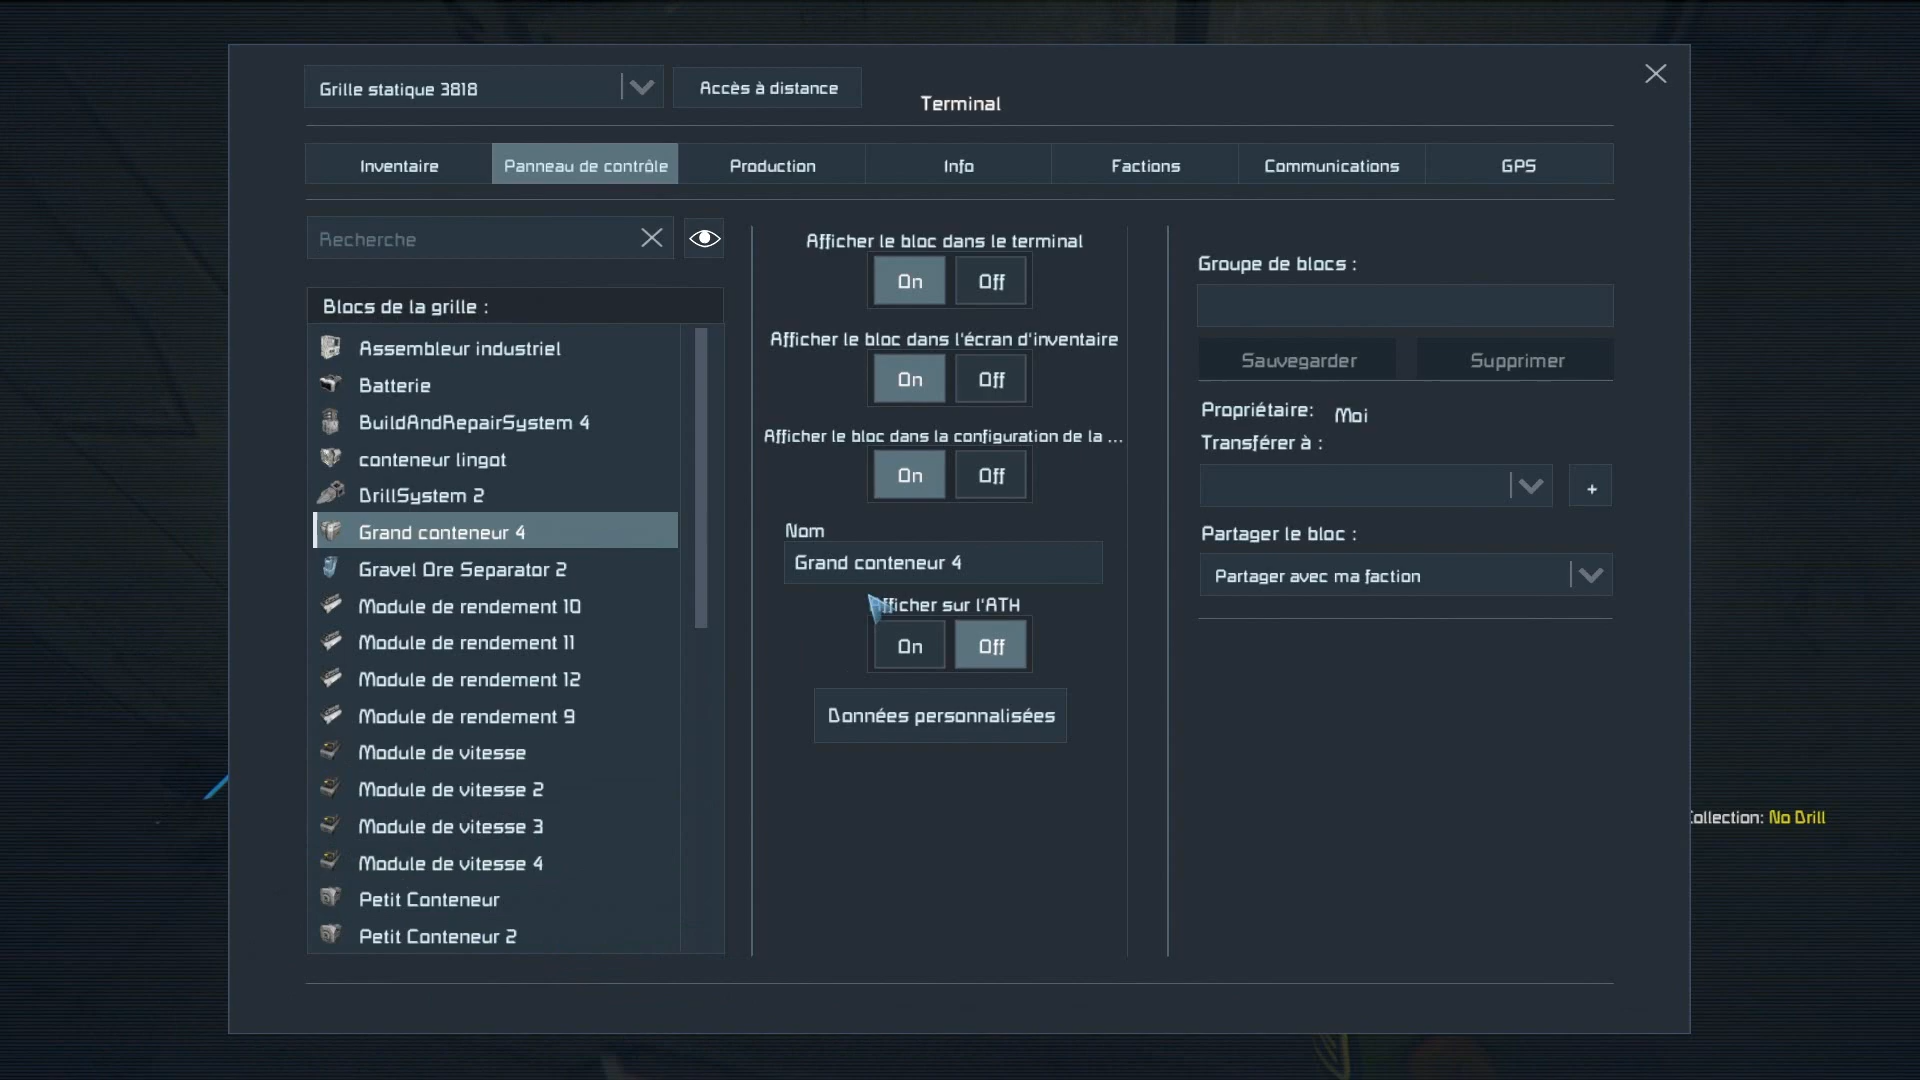 Grille statique 3818
Accès à distance
Terminal
Inventaire
Panneau de contrôle
Production
Info
Factions
Communications
GPS
Recherche
Blocs de la grille :
Assembleur industriel
Batterie
BuildAndRepairSystem 4
conteneur lingot
DrillSystem 2
Grand conteneur 4
Gravel Ore Separator 2
Module de rendement 10
Module de rendement 11
Module de rendement 12
Module de rendement 9
Module de vitesse
Module de vitesse 2
Module de vitesse 3
Module de vitesse 4
Petit Conteneur
Petit Conteneur 2
Afficher le bloc dans le terminal
On Off
Afficher le bloc dans l'écran d'inventaire
On Off
Afficher le bloc dans la configuration de la ...
On Off
Nom
Grand conteneur 4
Afficher sur l'ATH
On Off
Données personnalisées
Groupe de blocs :
Sauvegarder
Supprimer
Propriétaire: Moi
Transférer à :
+
Partager le bloc :
Partager avec ma faction
Collection: No Drill